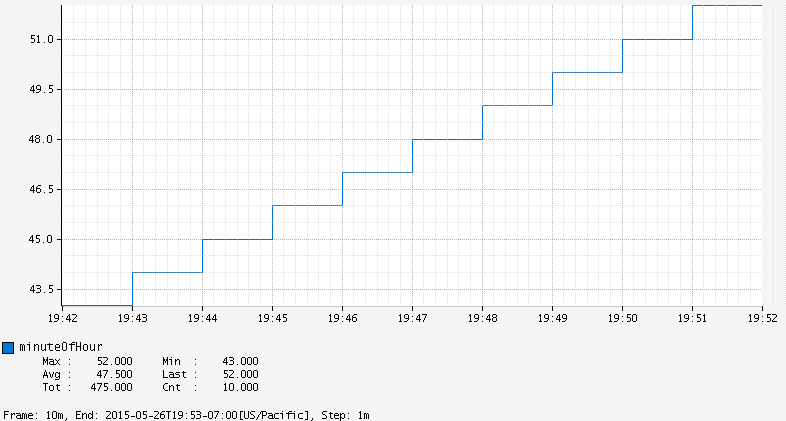 51.0
49.5
48.0
46.5
45.0
43.5
19:42 19:43 19:44 19:45 19:46 19:47 19:48 19:49 19:50 19:51 19:52
minuteOfHour
Max : 52.000 Min : 43.000
Avg : 47.500 Last : 52.000
Tot : 475.000 Cnt : 10.000
Frame: 10m, End: 2015-05-26T19:53-07:00[US/Pacific], Step: 1m